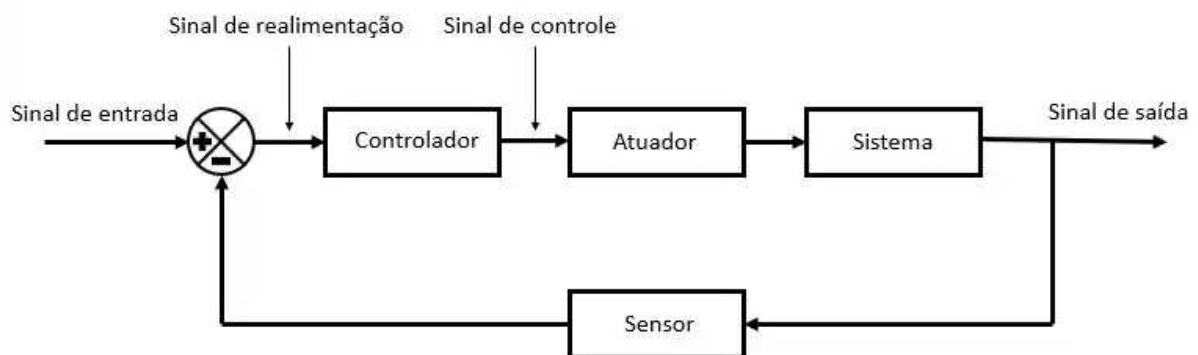 Sinal de realimentação
Sinal de controle
Sinal de entrada
Controlador
Atuador
Sistema
Sinal de saída
Sensor